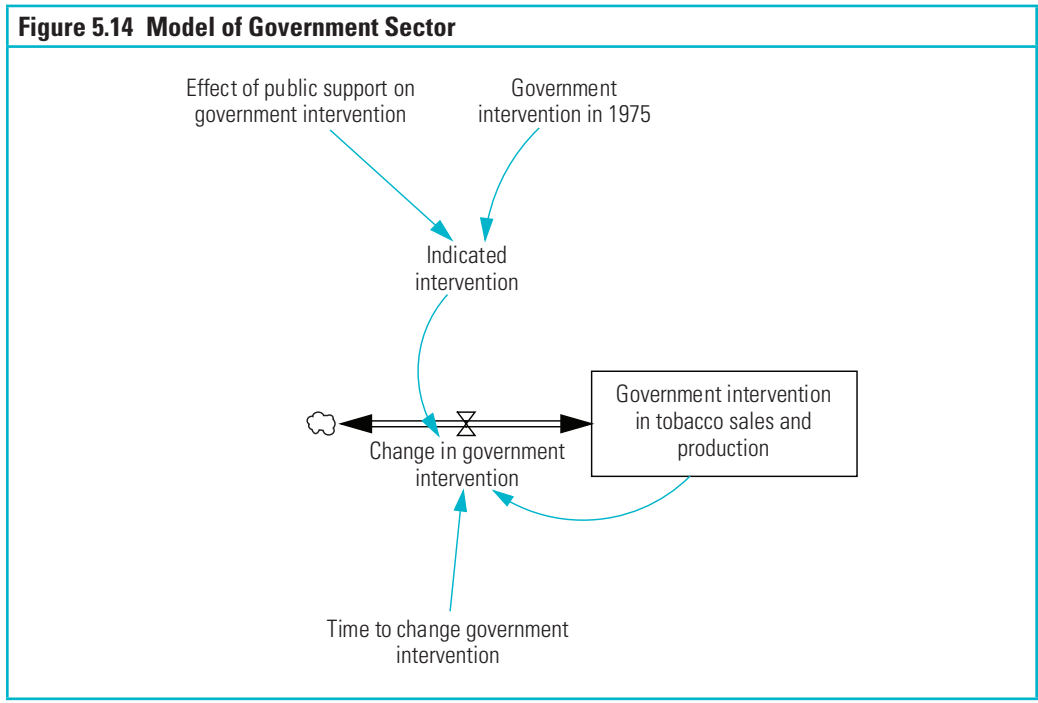 Figure 5.14 Model of Government Sector
Effect of public support on
government intervention
Government
intervention in 1975
Indicated
intervention
Government intervention
in tobacco sales and
production
Change in government
intervention
Time to change government
intervention